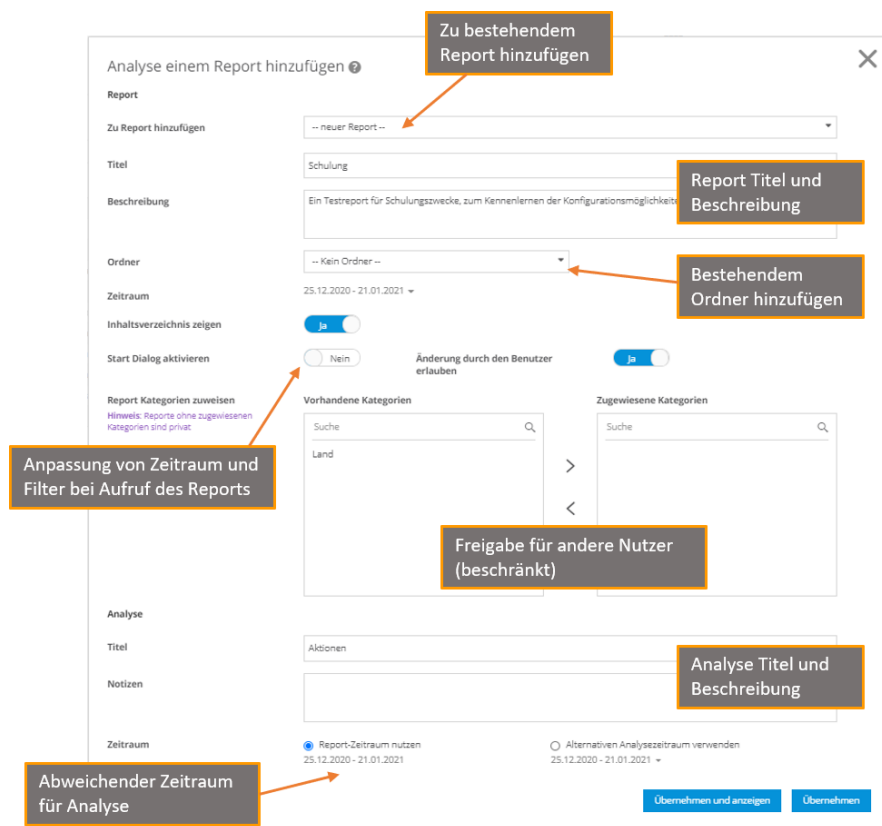 Zu bestehendem
Report hinzufügen
Analyse einem Report hinzufügen
Report
Zu Report hinzufügen
-- neuer Report --
Titel
Schulung
Report Titel und
Beschreibung
Beschreibung
Ein Testreport für Schulungszwecke, zum Kennenlernen der Konfigurationsmöglichkeite
Ordner
-- Kein Ordner --
Bestehendem
Ordner hinzufügen
Zeitraum
25.12.2020 - 21.01.2021
Inhaltsverzeichnis zeigen
Ja
Start Dialog aktivieren
Nein
Änderung durch den Benutzer
erlauben
Ja
Report Kategorien zuweisen
Hinweis: Reporte ohne zugewiesenen
Kategorien sind privat
Vorhandene Kategorien
Zugewiesene Kategorien
Suche
Suche
Land
Anpassung von Zeitraum und
Filter bei Aufruf des Reports
Freigabe für andere Nutzer
(beschränkt)
Analyse
Titel
Aktionen
Analyse Titel und
Beschreibung
Notizen
Zeitraum
Report-Zeitraum nutzen
25.12.2020 - 21.01.2021
Alternativen Analysezeitraum verwenden
25.12.2020 - 21.01.2021
Abweichender Zeitraum
für Analyse
Übernehmen und anzeigen
Übernehmen